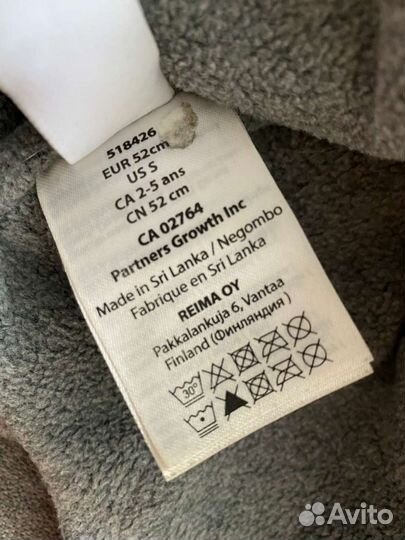 518426
EUR 52cm
US S
CA 2-5 ans
CN 52 cm
CA 02764
Partners Growth Inc
Made in Sri Lanka / Negombo
Fabrique en Sri Lanka
REIMA OY
Pakkalankuja 6, Vantaa
Finland (Финляндия)
30°
Avito